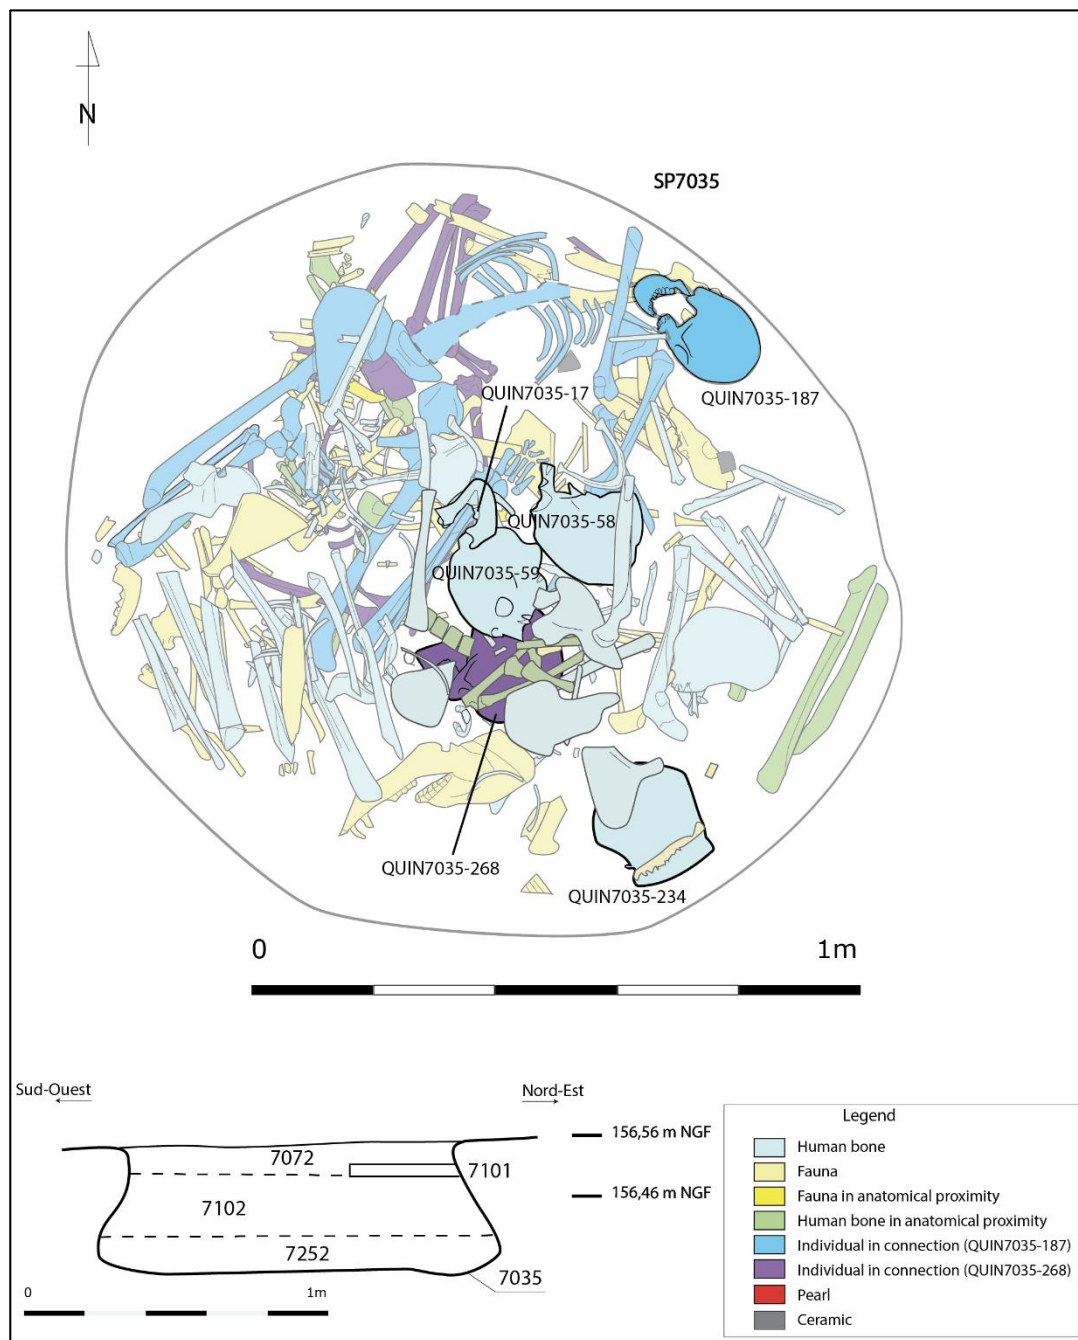 N
SP7035
QUIN7035-17
QUIN7035-187
QUIN7035-58
QUIN7035-59
QUIN7035-268
QUIN7035-234
0 1m
Sud-Ouest
Nord-Est
7072
7101
7102
7252
7035
156,56 m NGF
156,46 m NGF
0 1m
Legend
Human bone
Fauna
Fauna in anatomical proximity
Human bone in anatomical proximity
Individual in connection (QUIN7035-187)
Individual in connection (QUIN7035-268)
Pearl
Ceramic